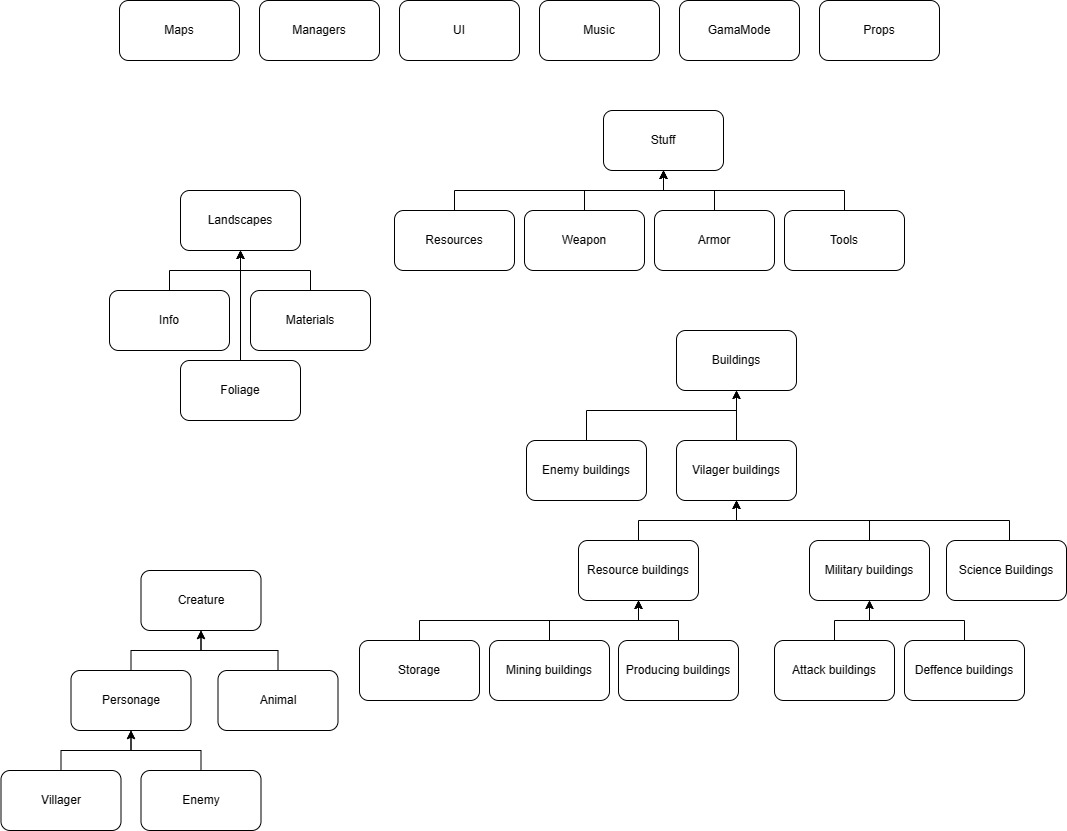 Maps
Managers
UI
Music
GamaMode
Props
Stuff
Landscapes
Resources
Weapon
Armor
Tools
Info
Materials
Foliage
Buildings
Enemy buildings
Vilager buildings
Resource buildings
Military buildings
Science Buildings
Creature
Storage
Mining buildings
Producing buildings
Attack buildings
Deffence buildings
Personage
Animal
Villager
Enemy